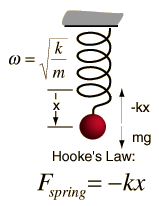 ω = √(k/m)
x
-kx
mg
Hooke's Law:
F_spring = -kx